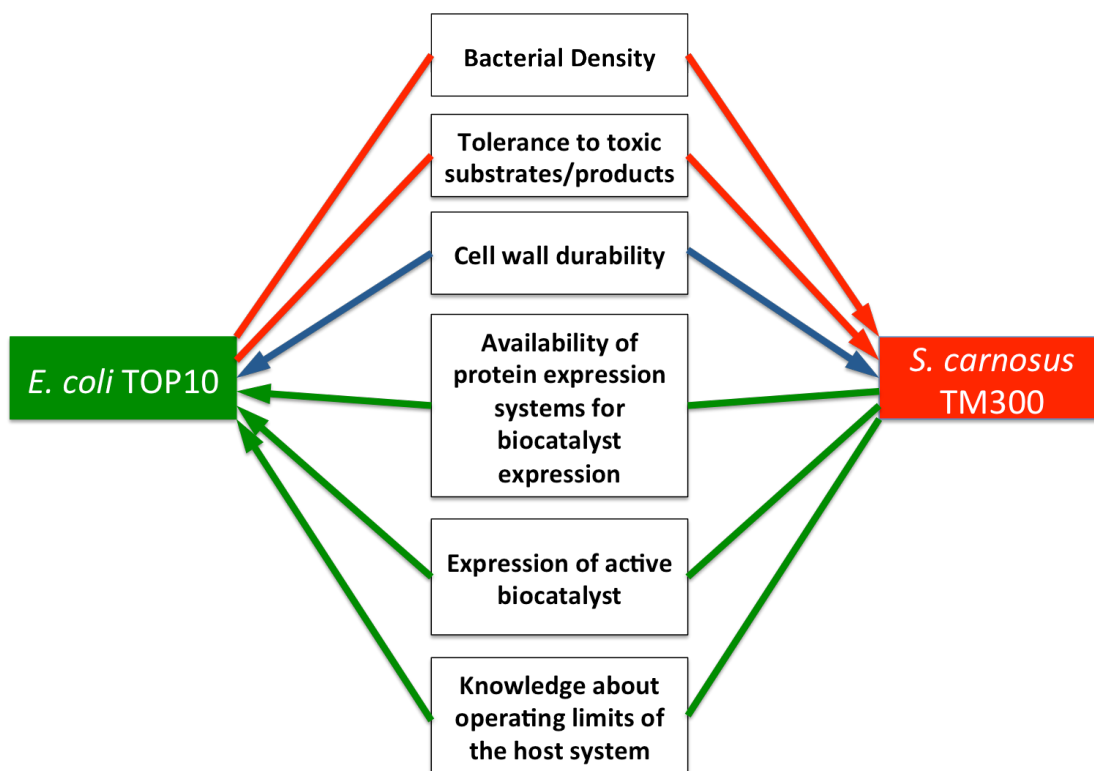 Bacterial Density
Tolerance to toxic
substrates/products
Cell wall durability
E. coli TOP10
Availability of
protein expression
systems for
biocatalyst
expression
S. carnosus
TM300
Expression of active
biocatalyst
Knowledge about
operating limits of
the host system